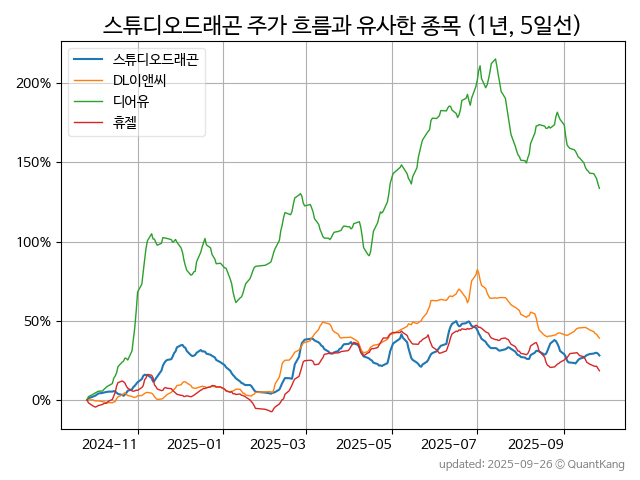 스튜디오드래곤 주가 흐름과 유사한 종목 (1년, 5일선)
스튜디오드래곤
DL이앤씨
디어유
휴젤
200%
150%
100%
50%
0%
2024-11 2025-01 2025-03 2025-05 2025-07 2025-09
updated: 2025-09-26 © QuantKang